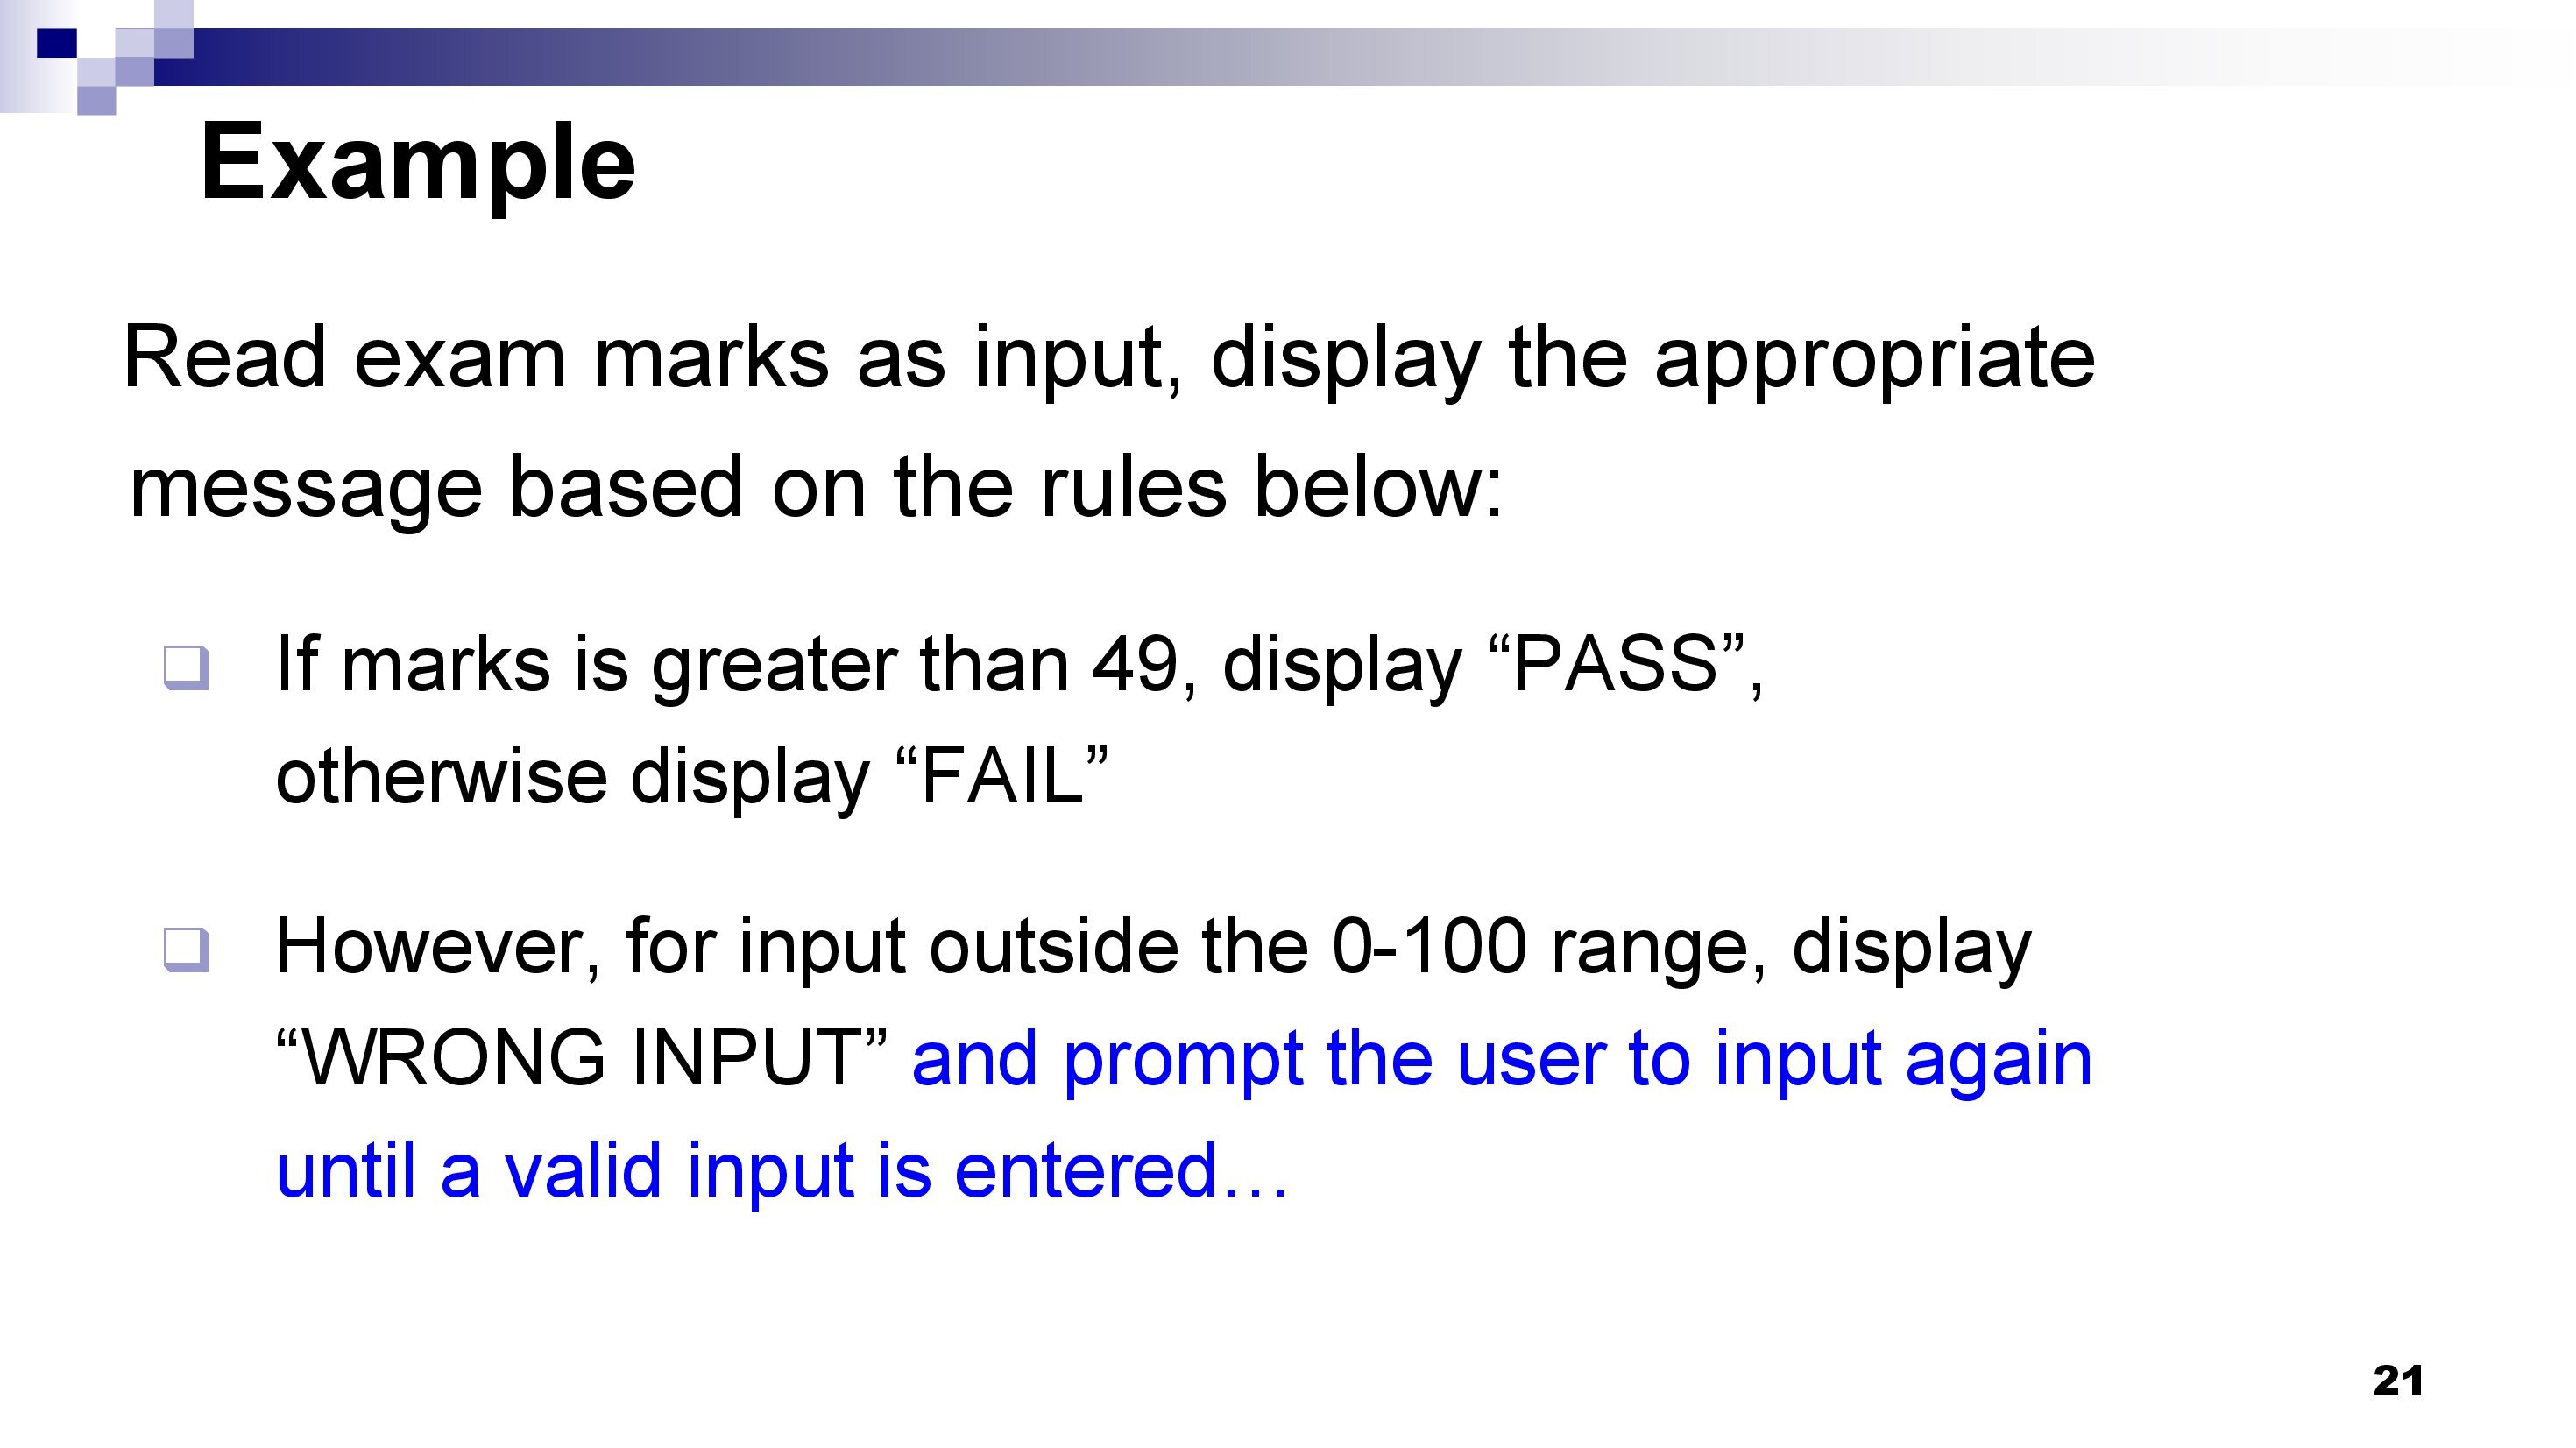 Example
Read exam marks as input, display the appropriate
message based on the rules below:
If marks is greater than 49, display “PASS”,
otherwise display “FAIL”
However, for input outside the 0-100 range, display
“WRONG INPUT” and prompt the user to input again
until a valid input is entered…
21